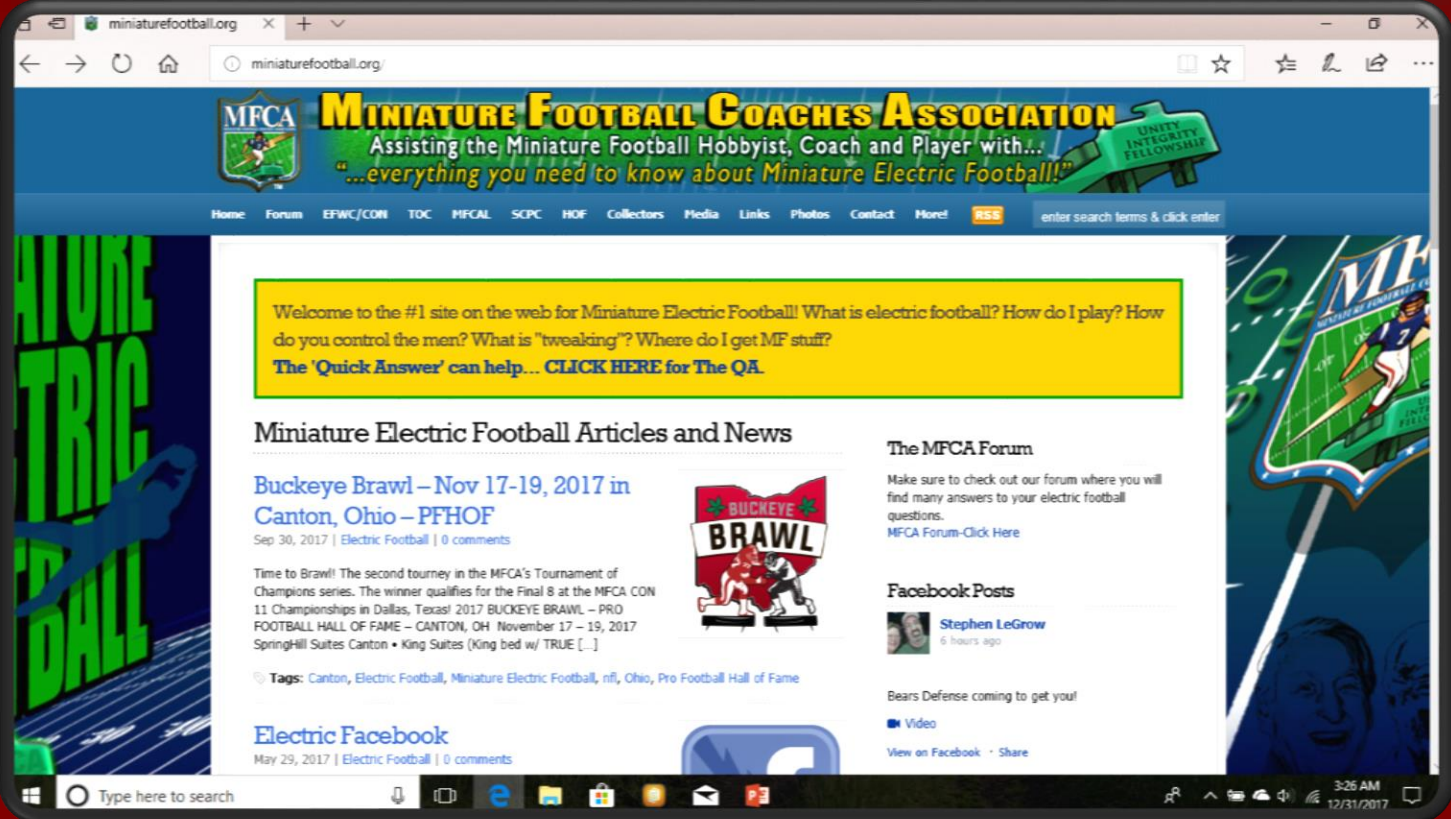 miniaturefootball.org
miniaturefootball.org/
MFCA
MINIATURE FOOTBALL COACHES ASSOCIATION
Assisting the Miniature Football Hobbyist, Coach and Player with...
"...everything you need to know about Miniature Electric Football!"
UNITY
INTEGRITY
FELLOWSHIP
Home Forum EFWC/CON TOC MFCAL SCPC HOF Collectors Media Links Photos Contact More! RSS enter search terms & click enter
Welcome to the #1 site on the web for Miniature Electric Football! What is electric football? How do I play? How
do you control the men? What is "tweaking"? Where do I get MF stuff?
The 'Quick Answer' can help... CLICK HERE for The QA.
Miniature Electric Football Articles and News
Buckeye Brawl – Nov 17-19, 2017 in
Canton, Ohio – PFHOF
Sep 30, 2017 | Electric Football | 0 comments
Time to Brawl! The second tourney in the MFCA's Tournament of
Champions series. The winner qualifies for the Final 8 at the MFCA CON
11 Championships in Dallas, Texas! 2017 BUCKEYE BRAWL – PRO
FOOTBALL HALL OF FAME – CANTON, OH November 17 – 19, 2017
SpringHill Suites Canton • King Suites (King bed w/ TRUE [...]
BUCKEYE
BRAWL
Tags: Canton, Electric Football, Miniature Electric Football, nfl, Ohio, Pro Football Hall of Fame
Electric Facebook
May 29, 2017 | Electric Football | 0 comments
The MFCA Forum
Make sure to check out our forum where you will
find many answers to your electric football
questions.
MFCA Forum-Click Here
Facebook Posts
Stephen LeGrow
6 hours ago
Bears Defense coming to get you!
Video
View on Facebook · Share
ATURE
TRIC
BALL
MF
Type here to search
3:26 AM
12/31/2017